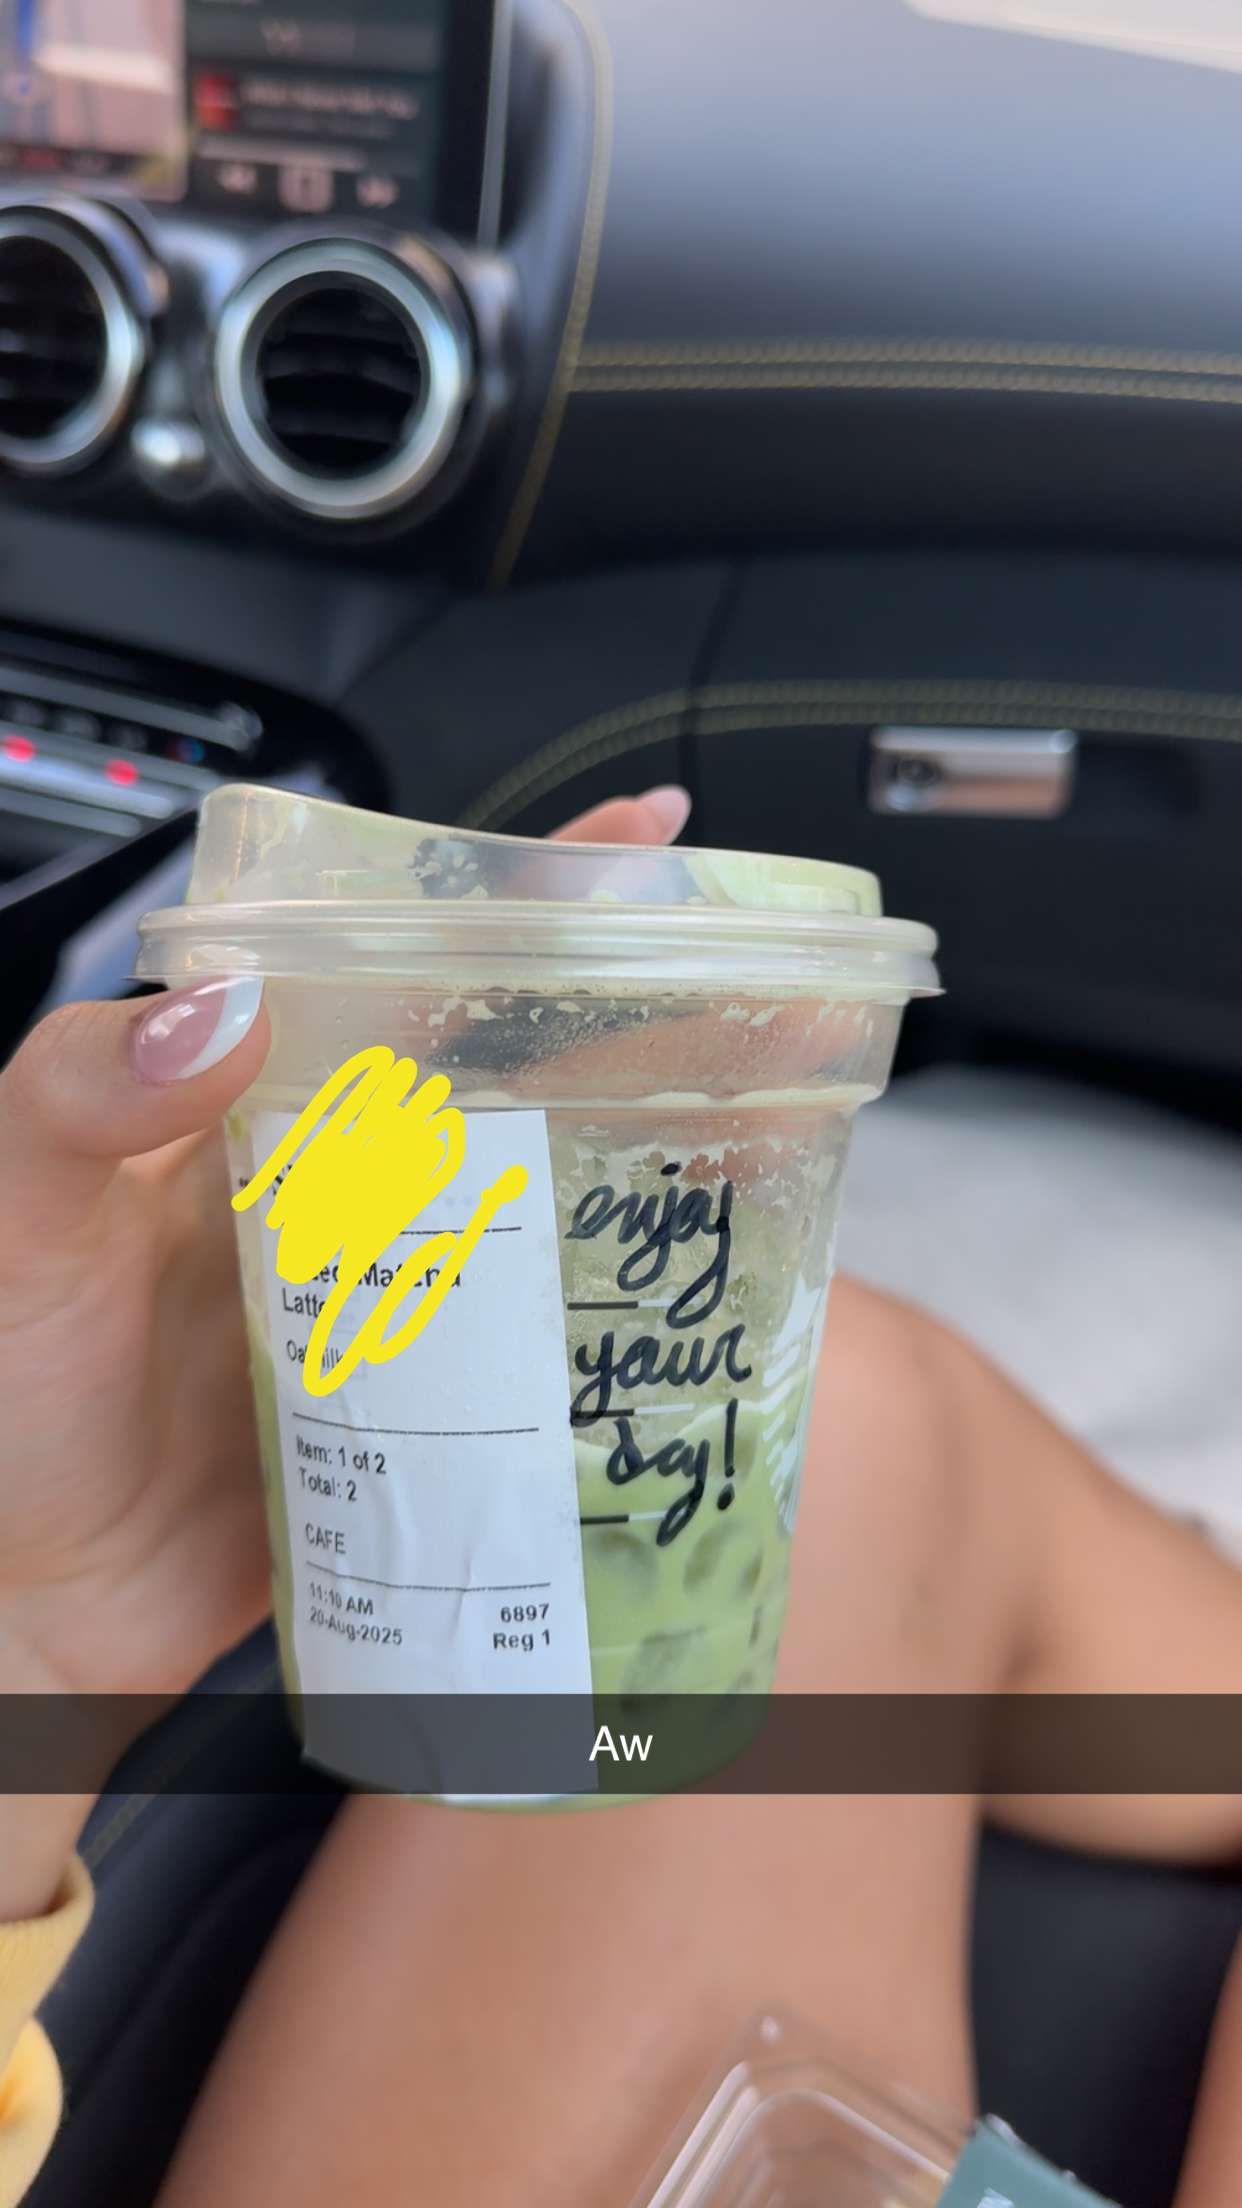 Latte
Item: 1 of 2
Total: 2
CAFE
11:10 AM
20-Aug-2025
6897
Reg 1
enjoy
your
day!
Aw